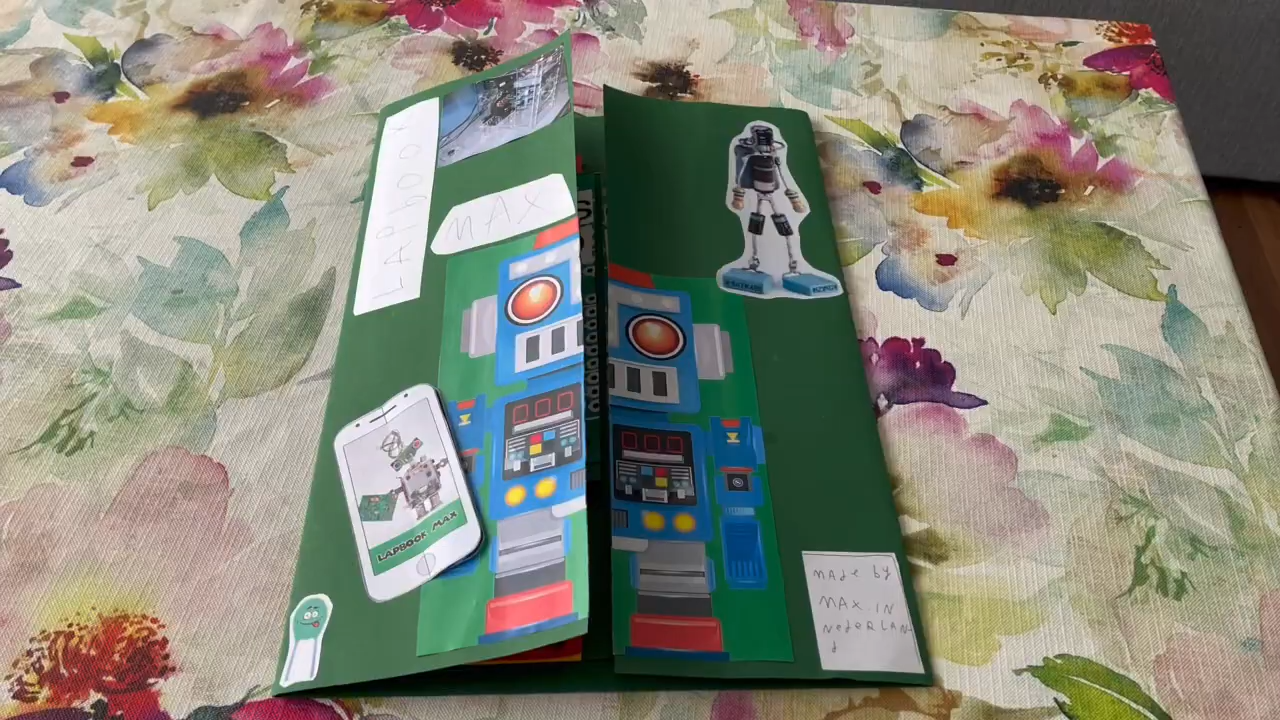 LAPbOOK
MAX
LAPBOOK MAX
MAde by
MAX. IN
NedeRLAN
d